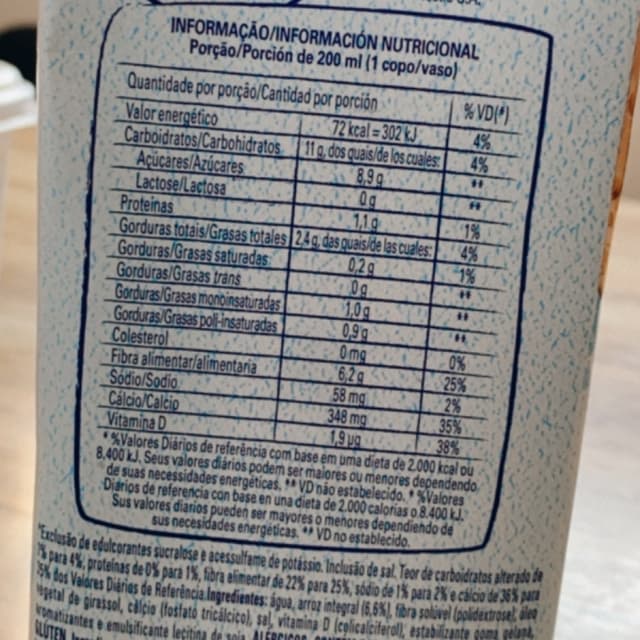 INFORMAÇÃO/INFORMACIÓN NUTRICIONAL
Porção/Porción de 200 ml (1 copo/vaso)
Quantidade por porção/Cantidad por porción % VD(*)
Valor energético 72 kcal = 302 kJ 4%
Carboidratos/Carbohidratos 11 g, dos quais/de los cuales: 4%
Açúcares/Azúcares 8,9 g **
Lactose/Lactosa 0 g **
Proteínas 1,1 g 1%
Gorduras totais/Grasas totales 2,4 g, das quais/de las cuales: 4%
Gorduras/Grasas saturadas 0,2 g 1%
Gorduras/Grasas trans 0 g **
Gorduras/Grasas monoinsaturadas 1,0 g **
Gorduras/Grasas poli-insaturadas 0,9 g **
Colesterol 0 mg 0%
Fibra alimentar/alimentaria 6,2 g 25%
Sódio/Sodio 58 mg 2%
Cálcio/Calcio 348 mg 35%
Vitamina D 1,9 µg 38%
* %Valores Diários de referência com base em uma dieta de 2.000 kcal ou
8.400 kJ. Seus valores diários podem ser maiores ou menores dependendo
de suas necessidades energéticas. ** VD não estabelecido. * %Valores
Diarios de referencia con base en una dieta de 2.000 calorias o 8.400 kJ.
Sus valores diarios pueden ser mayores o menores dependiendo de
sus necesidades energéticas. ** VD no establecido.
*Exclusão de edulcorantes sucralose e acessulfame de potássio. Inclusão de sal. Teor de carboidratos alterado de
% para 4%, proteínas de 0% para 1%, fibra alimentar de 22% para 25%, sódio de 1% para 2% e cálcio de 36% para
35% dos Valores Diários de Referência. Ingredientes: água, arroz integral (6,6%), fibra solúvel (polidextrose), óleo
vegetal de girassol, cálcio (fosfato tricálcico), sal, vitamina D (colicalciferol), estabilizante goma
aromatizantes e emulsificante lecitina de soja.
GLÚTEN